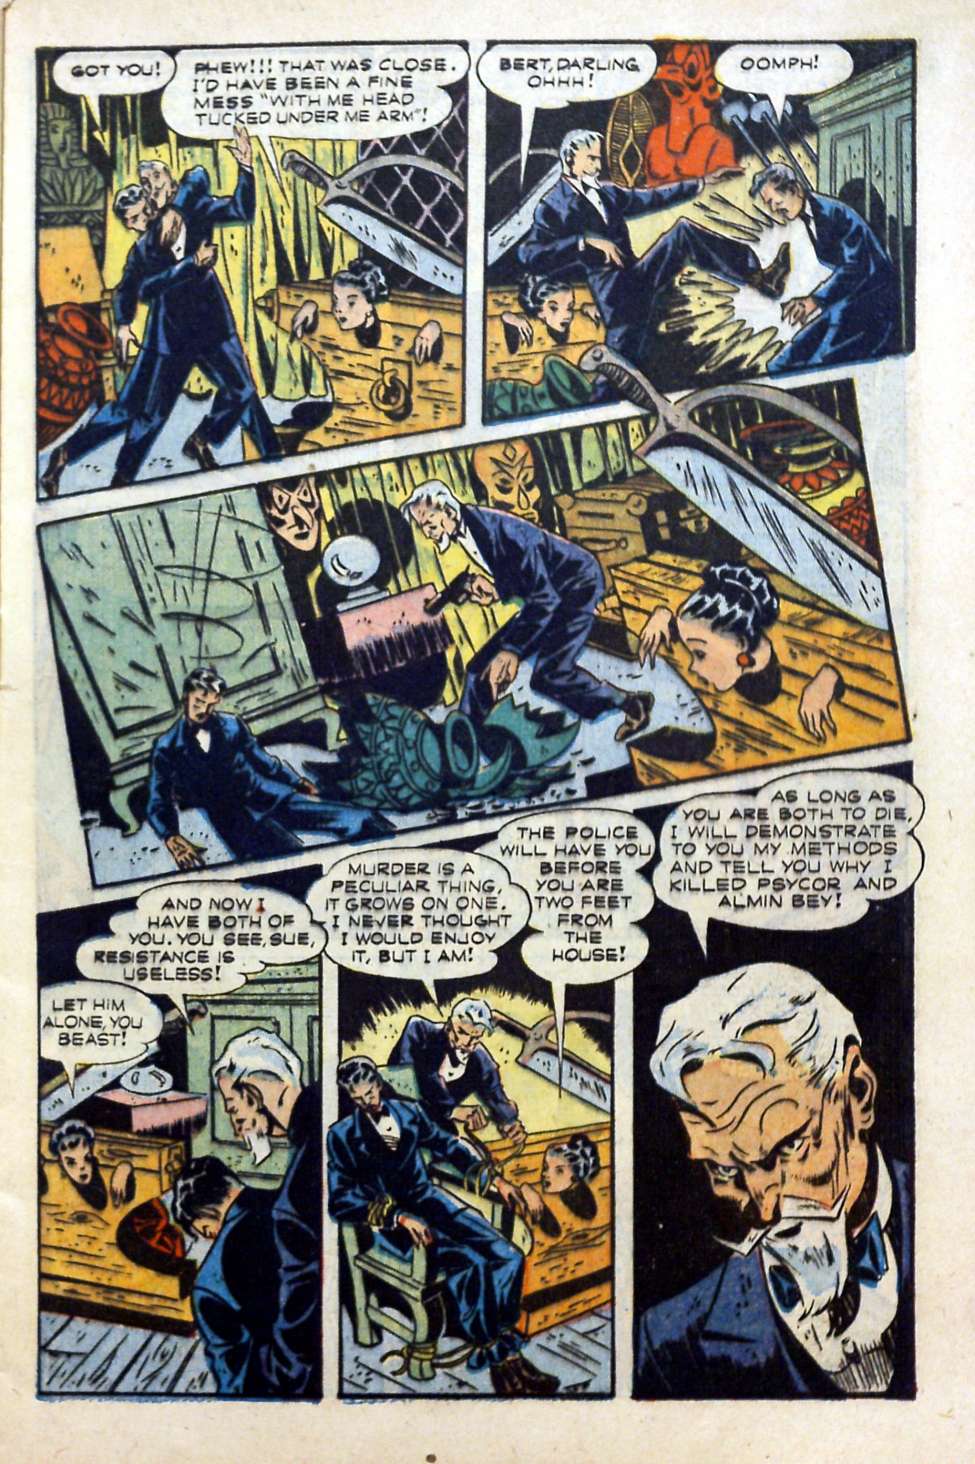 GOT YOU!
PHEW!!! THAT WAS CLOSE.
I'D HAVE BEEN A FINE
MESS "WITH ME HEAD
TUCKED UNDER ME ARM"!
BERT, DARLING
OHHH!
OOMPH!
LET HIM
ALONE, YOU
BEAST!
AND NOW I
HAVE BOTH OF
YOU. YOU SEE, SUE,
RESISTANCE IS
USELESS!
MURDER IS A
PECULIAR THING,
IT GROWS ON ONE.
I NEVER THOUGHT
I WOULD ENJOY
IT, BUT I AM!
THE POLICE
WILL HAVE YOU
BEFORE
YOU ARE
TWO FEET
FROM
THE
HOUSE!
AS LONG AS
YOU ARE BOTH TO DIE,
I WILL DEMONSTRATE
TO YOU MY METHODS
AND TELL YOU WHY I
KILLED PSYCOR AND
ALMIN BEY!